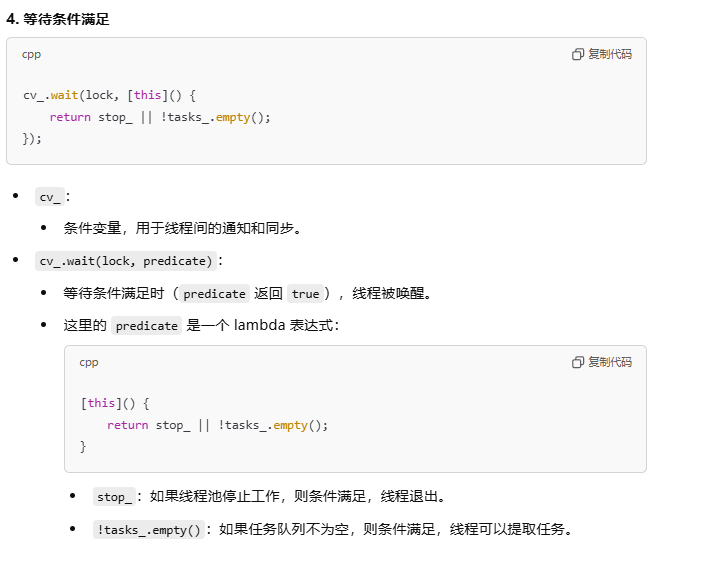 4. 等待条件满足
cpp
复制代码
cv_.wait(lock, [this]() {
    return stop_ || !tasks_.empty();
});
• cv_：
• 条件变量，用于线程间的通知和同步。
• cv_.wait(lock, predicate)：
• 等待条件满足时（predicate 返回 true），线程被唤醒。
• 这里的 predicate 是一个 lambda 表达式：
cpp
复制代码
[this]() {
    return stop_ || !tasks_.empty();
}
• stop_：如果线程池停止工作，则条件满足，线程退出。
• !tasks_.empty()：如果任务队列不为空，则条件满足，线程可以提取任务。